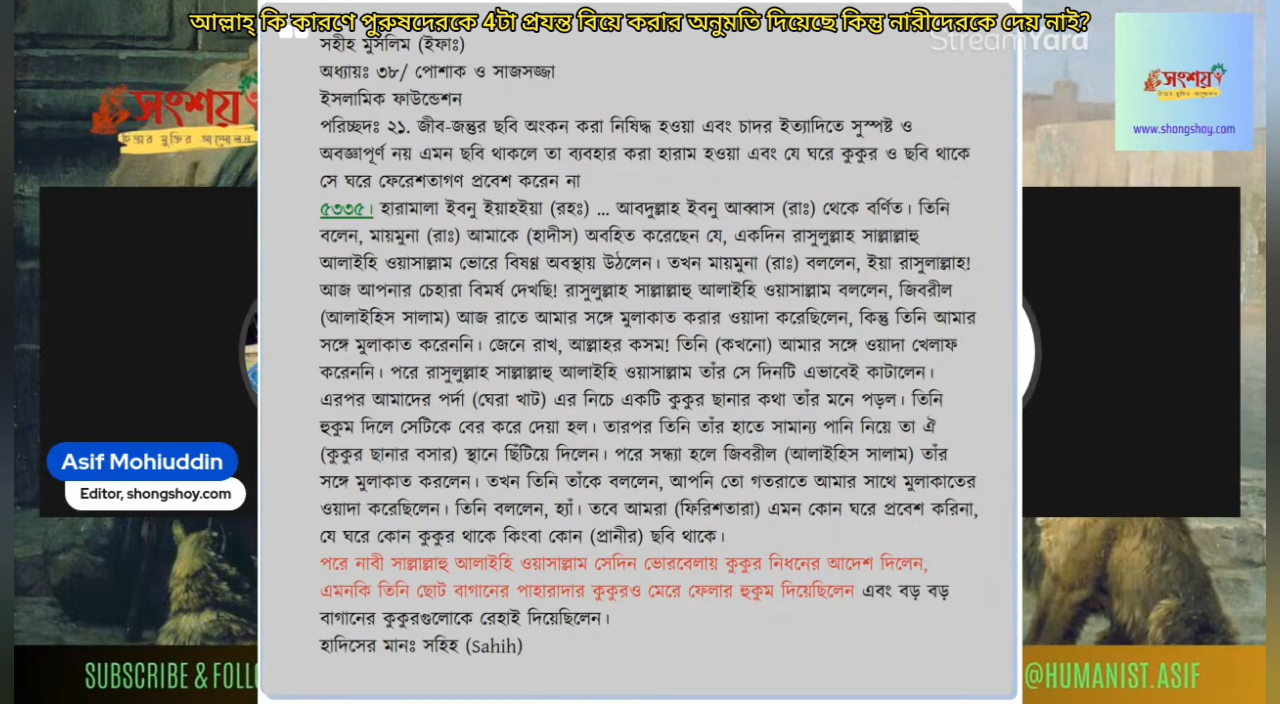 আল্লাহ্ কি কারণে পুরুষদেরকে 4টা প্রযন্ত বিয়ে করার অনুমতি দিয়েছে কিন্তু নারীদেরকে দেয় নাই?
StreamYard
সহীহ মুসলিম (ইফাঃ)
অধ্যায়ঃ ৩৮/ পোশাক ও সাজসজ্জা
ইসলামিক ফাউন্ডেশন
পরিচ্ছদঃ ২১. জীব-জন্তুর ছবি অংকন করা নিষিদ্ধ হওয়া এবং চাদর ইত্যাদিতে সুস্পষ্ট ও
অবজ্ঞাপূর্ণ নয় এমন ছবি থাকলে তা ব্যবহার করা হারাম হওয়া এবং যে ঘরে কুকুর ও ছবি থাকে
সে ঘরে ফেরেশতাগণ প্রবেশ করেন না
৫৩৩৫। হারামালা ইবনু ইয়াহইয়া (রহঃ) ... আবদুল্লাহ ইবনু আব্বাস (রাঃ) থেকে বর্ণিত। তিনি
বলেন, মায়মুনা (রাঃ) আমাকে (হাদীস) অবহিত করেছেন যে, একদিন রাসুলুল্লাহ সাল্লাল্লাহু
আলাইহি ওয়াসাল্লাম ভোরে বিষণ্ণ অবস্থায় উঠলেন। তখন মায়মুনা (রাঃ) বললেন, ইয়া রাসুলাল্লাহ!
আজ আপনার চেহারা বিমর্ষ দেখছি! রাসুলুল্লাহ সাল্লাল্লাহু আলাইহি ওয়াসাল্লাম বললেন, জিবরীল
(আলাইহিস সালাম) আজ রাতে আমার সঙ্গে মুলাকাত করার ওয়াদা করেছিলেন, কিন্তু তিনি আমার
সঙ্গে মুলাকাত করেননি। জেনে রাখ, আল্লাহর কসম! তিনি (কখনো) আমার সঙ্গে ওয়াদা খেলাফ
করেননি। পরে রাসুলুল্লাহ সাল্লাল্লাহু আলাইহি ওয়াসাল্লাম তাঁর সে দিনটি এভাবেই কাটালেন।
এরপর আমাদের পর্দা (ঘেরা খাট) এর নিচে একটি কুকুর ছানার কথা তাঁর মনে পড়ল। তিনি
হুকুম দিলে সেটিকে বের করে দেয়া হল। তারপর তিনি তাঁর হাতে সামান্য পানি নিয়ে তা ঐ
(কুকুর ছানার বসার) স্থানে ছিঁটিয়ে দিলেন। পরে সন্ধ্যা হলে জিবরীল (আলাইহিস সালাম) তাঁর
সঙ্গে মুলাকাত করলেন। তখন তিনি তাঁকে বললেন, আপনি তো গতরাতে আমার সাথে মুলাকাতের
ওয়াদা করেছিলেন। তিনি বললেন, হ্যাঁ। তবে আমরা (ফিরিশতারা) এমন কোন ঘরে প্রবেশ করিনা,
যে ঘরে কোন কুকুর থাকে কিংবা কোন (প্রানীর) ছবি থাকে।
পরে নাবী সাল্লাল্লাহু আলাইহি ওয়াসাল্লাম সেদিন ভোরবেলায় কুকুর নিধনের আদেশ দিলেন,
এমনকি তিনি ছোট বাগানের পাহারাদার কুকুরও মেরে ফেলার হুকুম দিয়েছিলেন এবং বড় বড়
বাগানের কুকুরগুলোকে রেহাই দিয়েছিলেন।
হাদিসের মানঃ সহিহ (Sahih)
সংশয়
চিন্তার মুক্তির আন্দোলন
সংশয়
www.shongshoy.com
Asif Mohiuddin
Editor, shongshoy.com
SUBSCRIBE & FOLL
@HUMANIST.ASIF